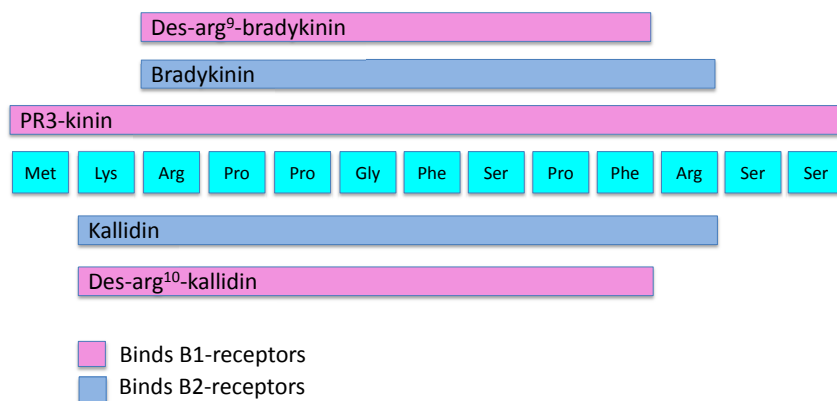 Des-arg⁹-bradykinin
Bradykinin
PR3-kinin
Met Lys Arg Pro Pro Gly Phe Ser Pro Phe Arg Ser Ser
Kallidin
Des-arg¹⁰-kallidin
Binds B1-receptors
Binds B2-receptors